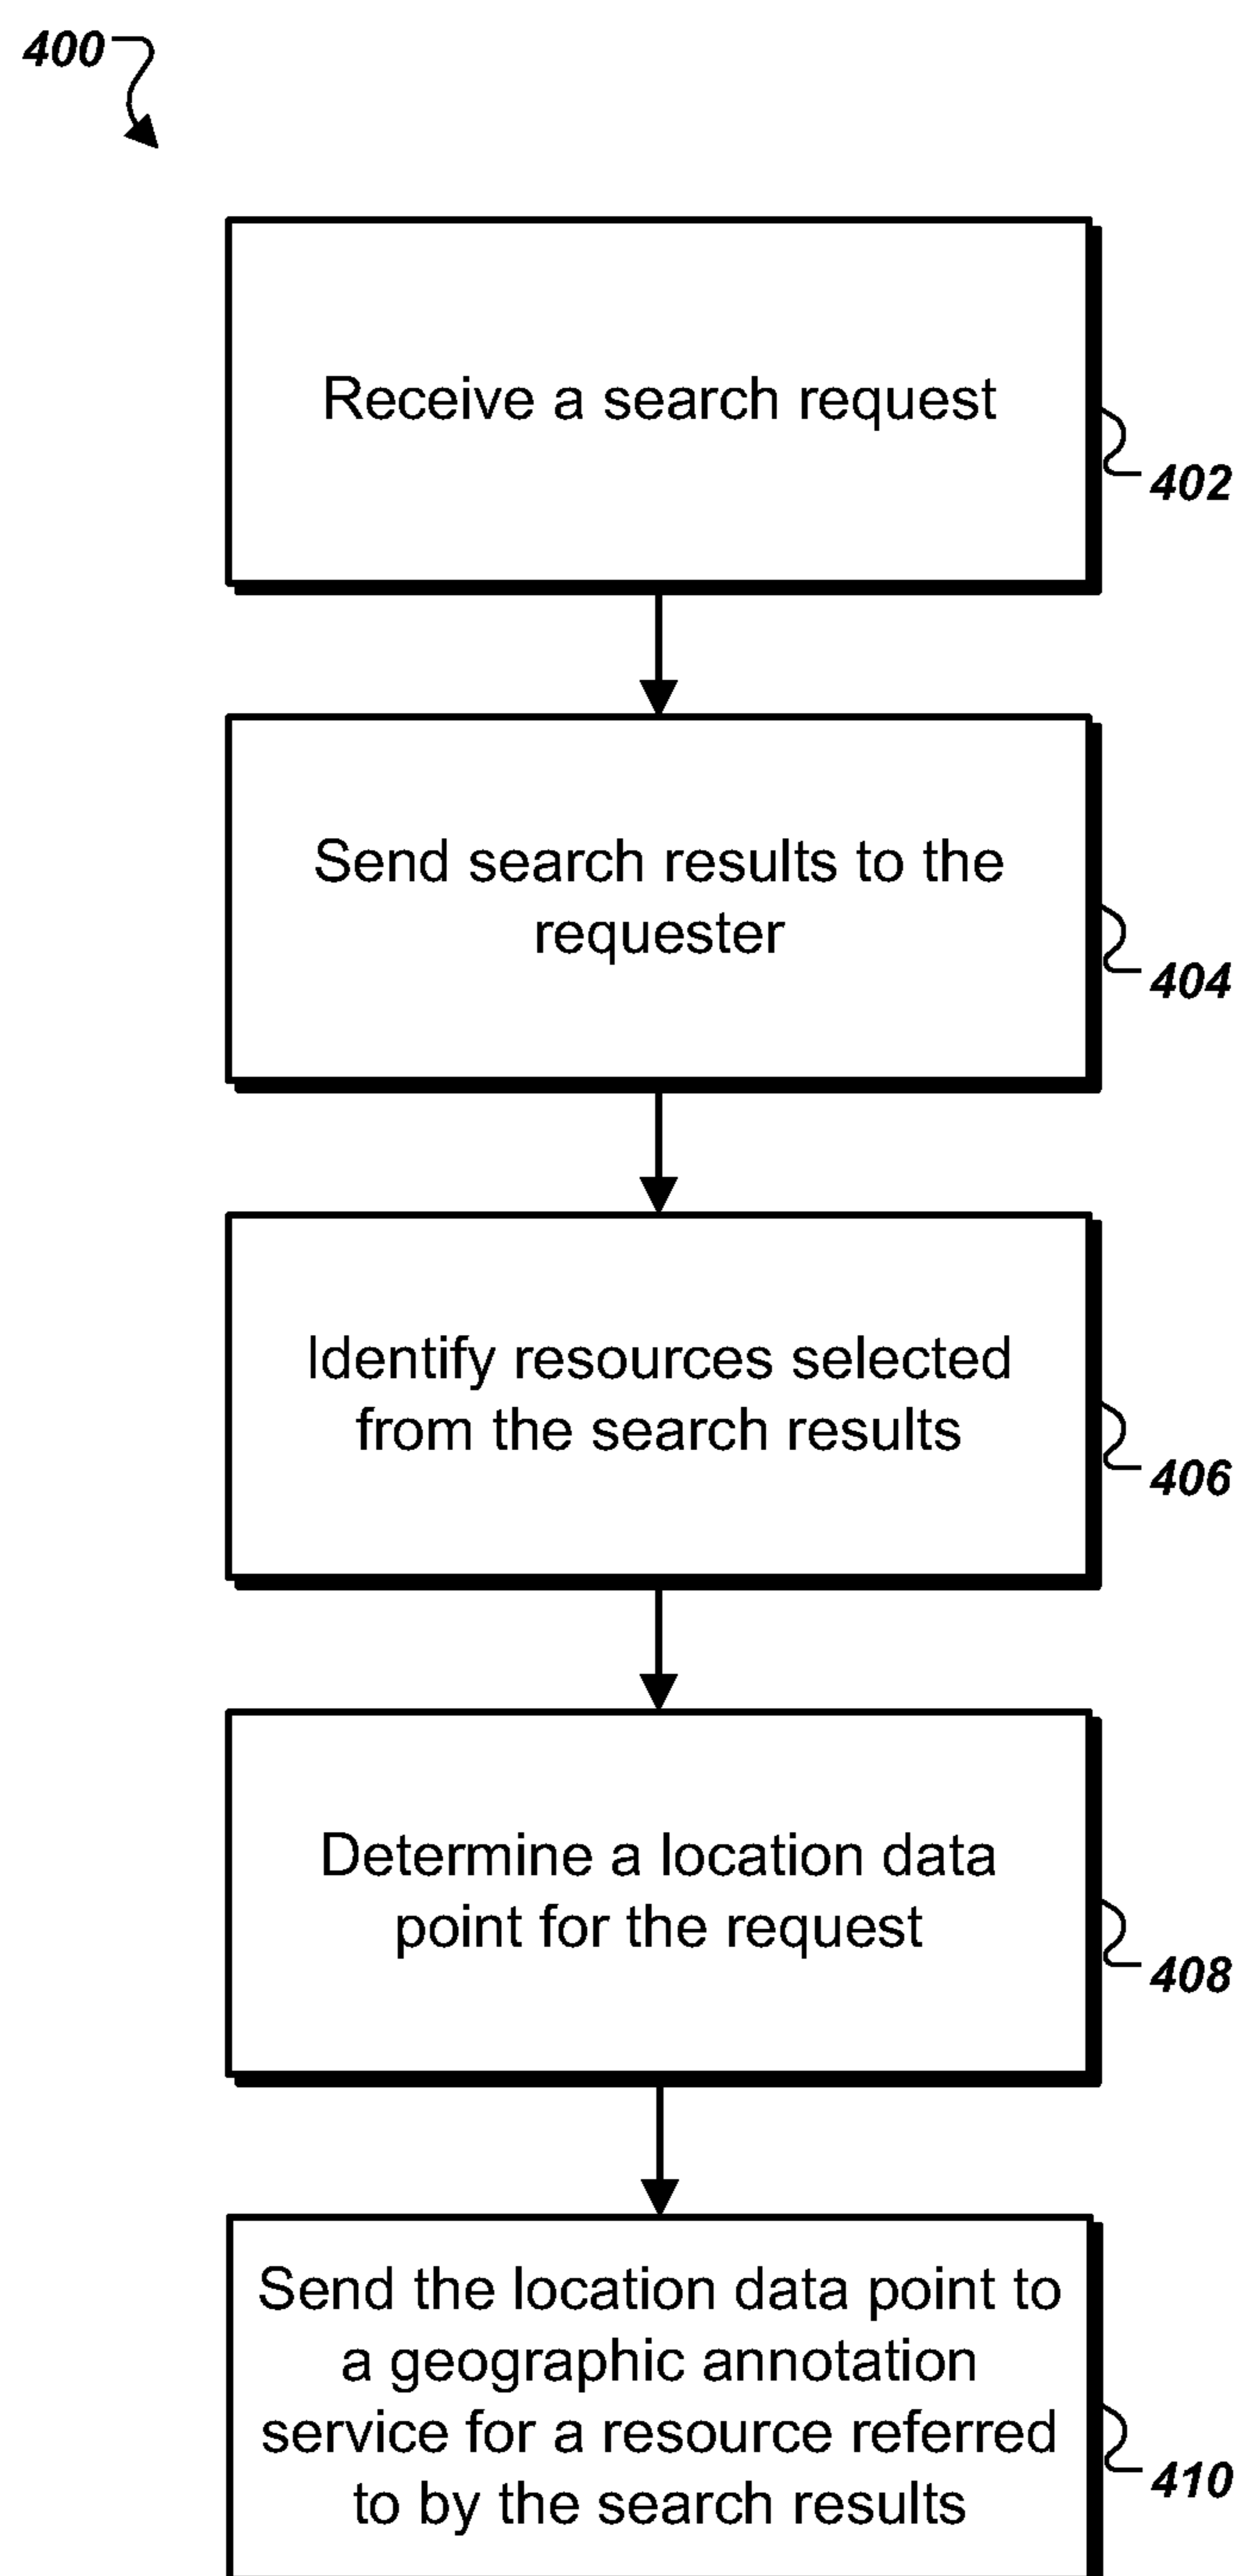 400
Receive a search request
402
Send search results to the
requester
404
Identify resources selected
from the search results
406
Determine a location data
point for the request
408
Send the location data point to
a geographic annotation
service for a resource referred
to by the search results
410